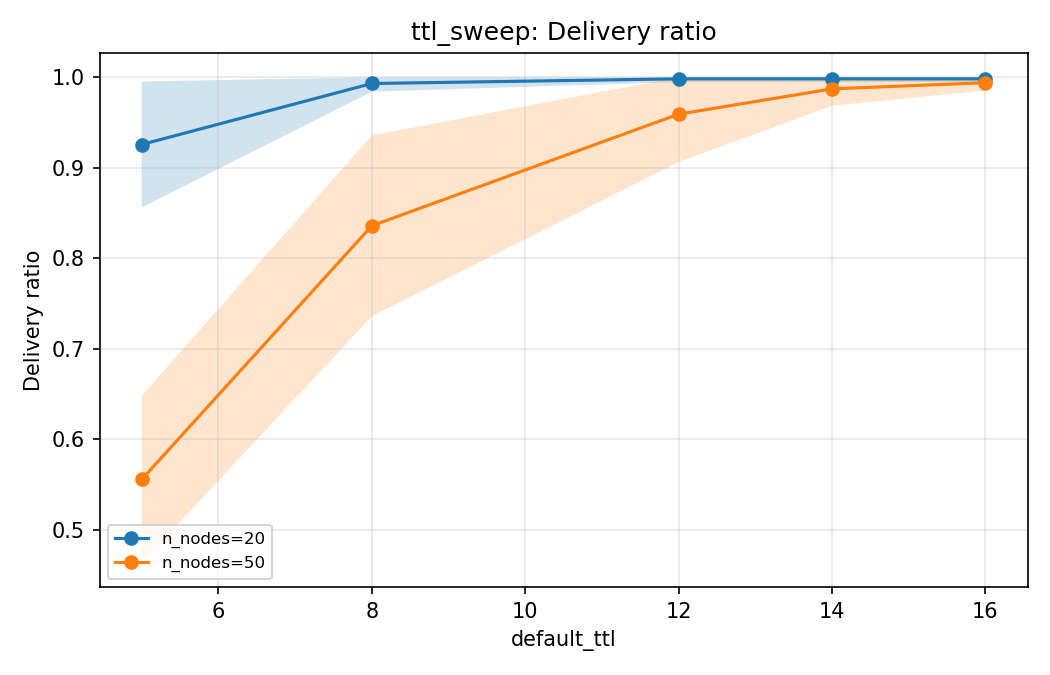 ttl_sweep: Delivery ratio
Delivery ratio
1.0
0.9
0.8
0.7
0.6
0.5
n_nodes=20
n_nodes=50
6 8 10 12 14 16
default_ttl